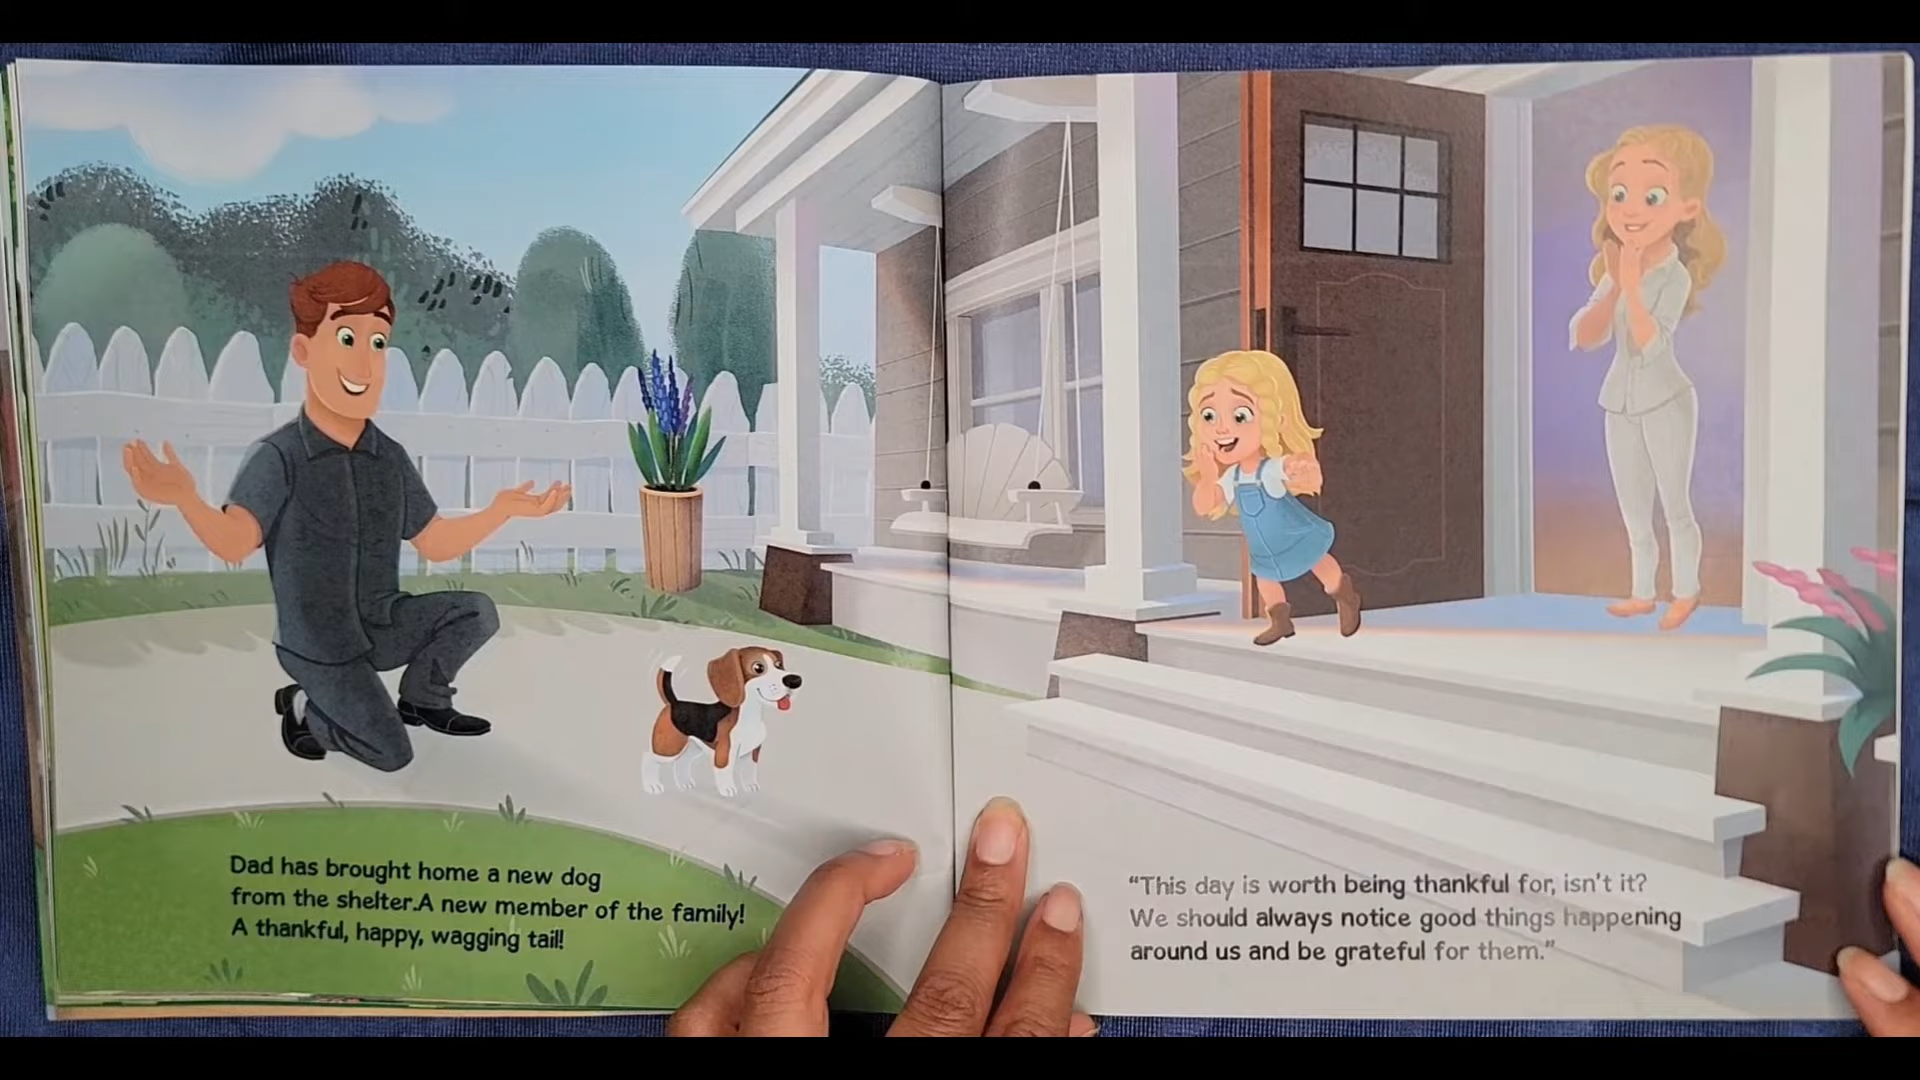 Dad has brought home a new dog
from the shelter.A new member of the family!
A thankful, happy, wagging tail!
“This day is worth being thankful for, isn't it?
We should always notice good things happening
around us and be grateful for them.”